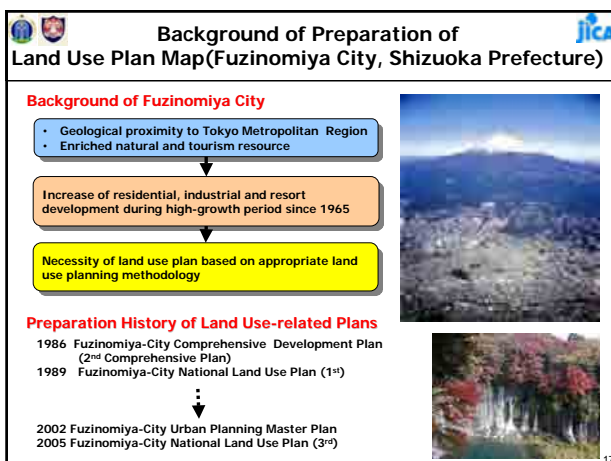 Background of Preparation of
Land Use Plan Map(Fuzinomiya City, Shizuoka Prefecture)
jica
Background of Fuzinomiya City
• Geological proximity to Tokyo Metropolitan Region
• Enriched natural and tourism resource
Increase of residential, industrial and resort
development during high-growth period since 1965
Necessity of land use plan based on appropriate land
use planning methodology
Preparation History of Land Use-related Plans
1986 Fuzinomiya-City Comprehensive Development Plan
(2nd Comprehensive Plan)
1989 Fuzinomiya-City National Land Use Plan (1st)
2002 Fuzinomiya-City Urban Planning Master Plan
2005 Fuzinomiya-City National Land Use Plan (3rd)